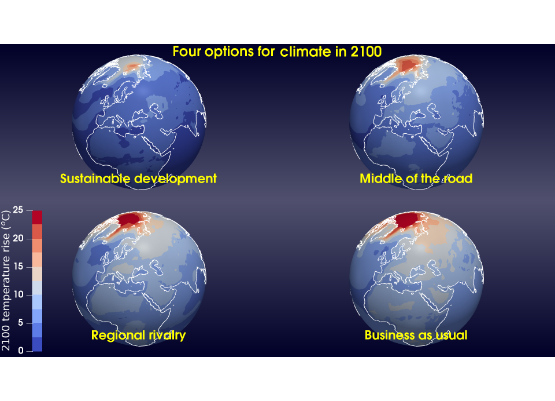 Four options for climate in 2100
Sustainable development
Middle of the road
25
20
15
10
5
0
2100 temperature rise (°C)
Regional rivalry
Business as usual